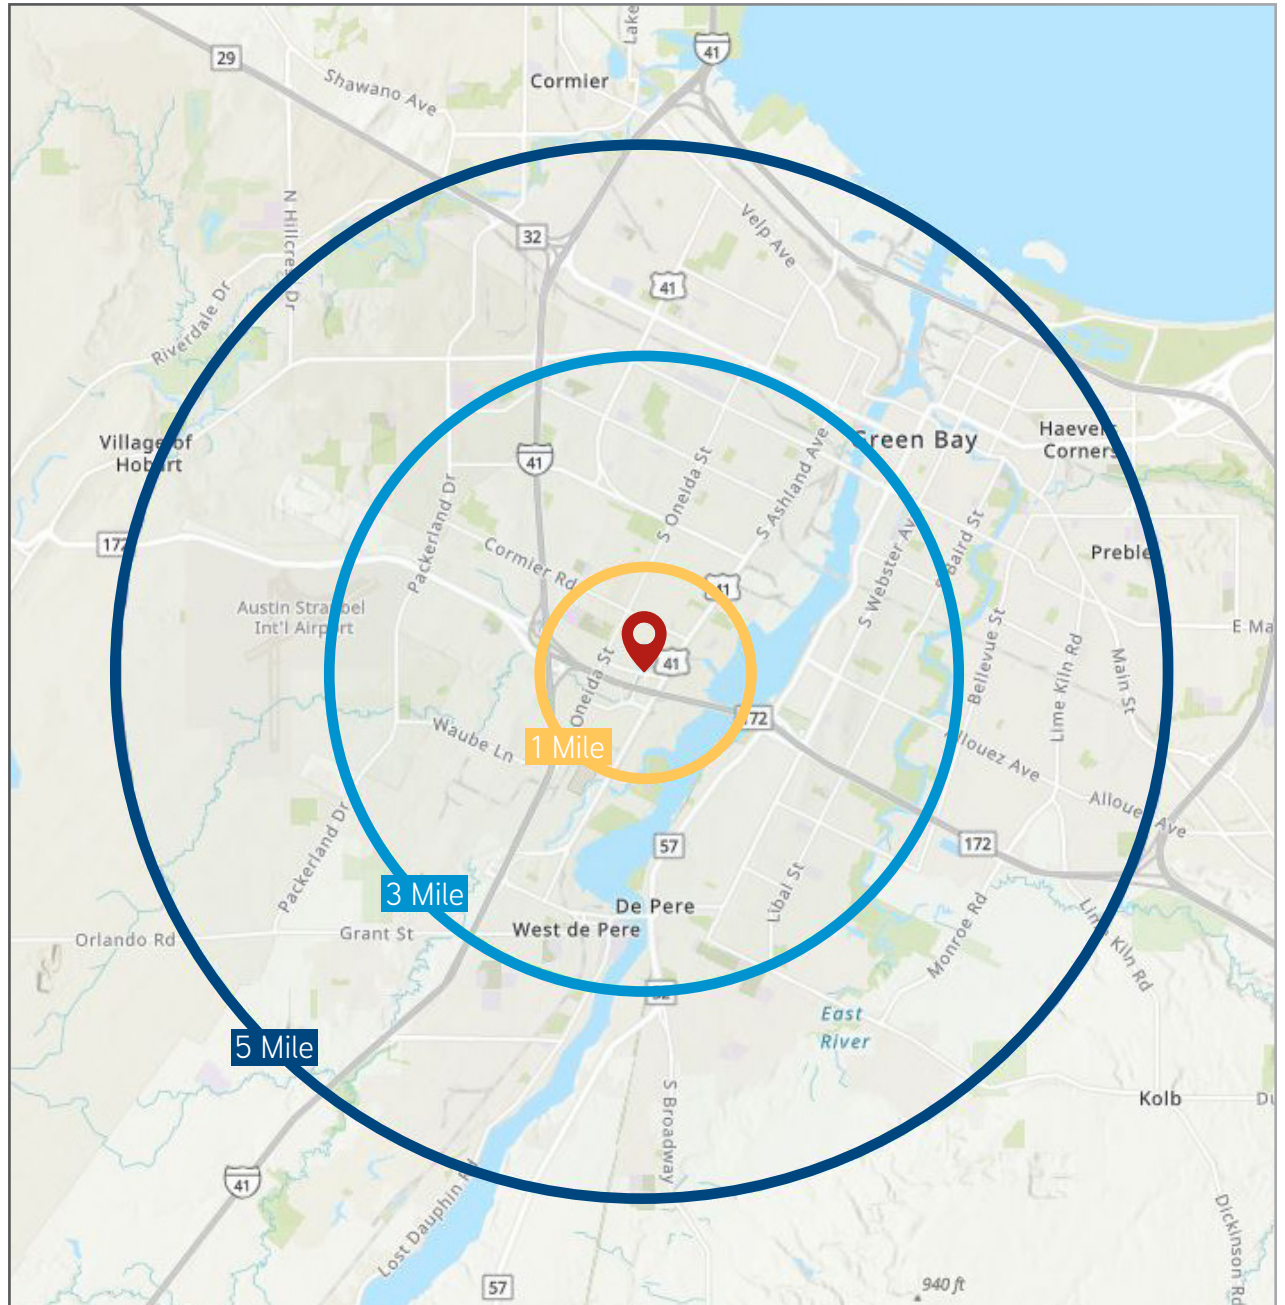 Lake
41
29
Cormier
Shawano Ave
N Hillcrest Dr
Velp Ave
32
41
Riverdale Dr
Green Bay
Haevers
Corners
Village of
Hobart
41
S Oneida St
S Ashland Ave
Packerland Dr
172
Cormier Rd
S Webster Av
S Baird St
Preble
41
Austin Straubel
Int'l Airport
E Ma
Bellevue St
Lime Kiln Rd
Main St
41
Oneida St
172
Waube Ln
1 Mile
Allouez Ave
Allouez Ave
57
172
Packerland Dr
3 Mile
Libal St
De Pere
West de Pere
Monroe Rd
Lime Kiln Rd
Orlando Rd
Grant St
32
East
River
5 Mile
S Broadway
Kolb
Du
41
Lost Dauphin Rd
Dickinson Rd
57
940 ft